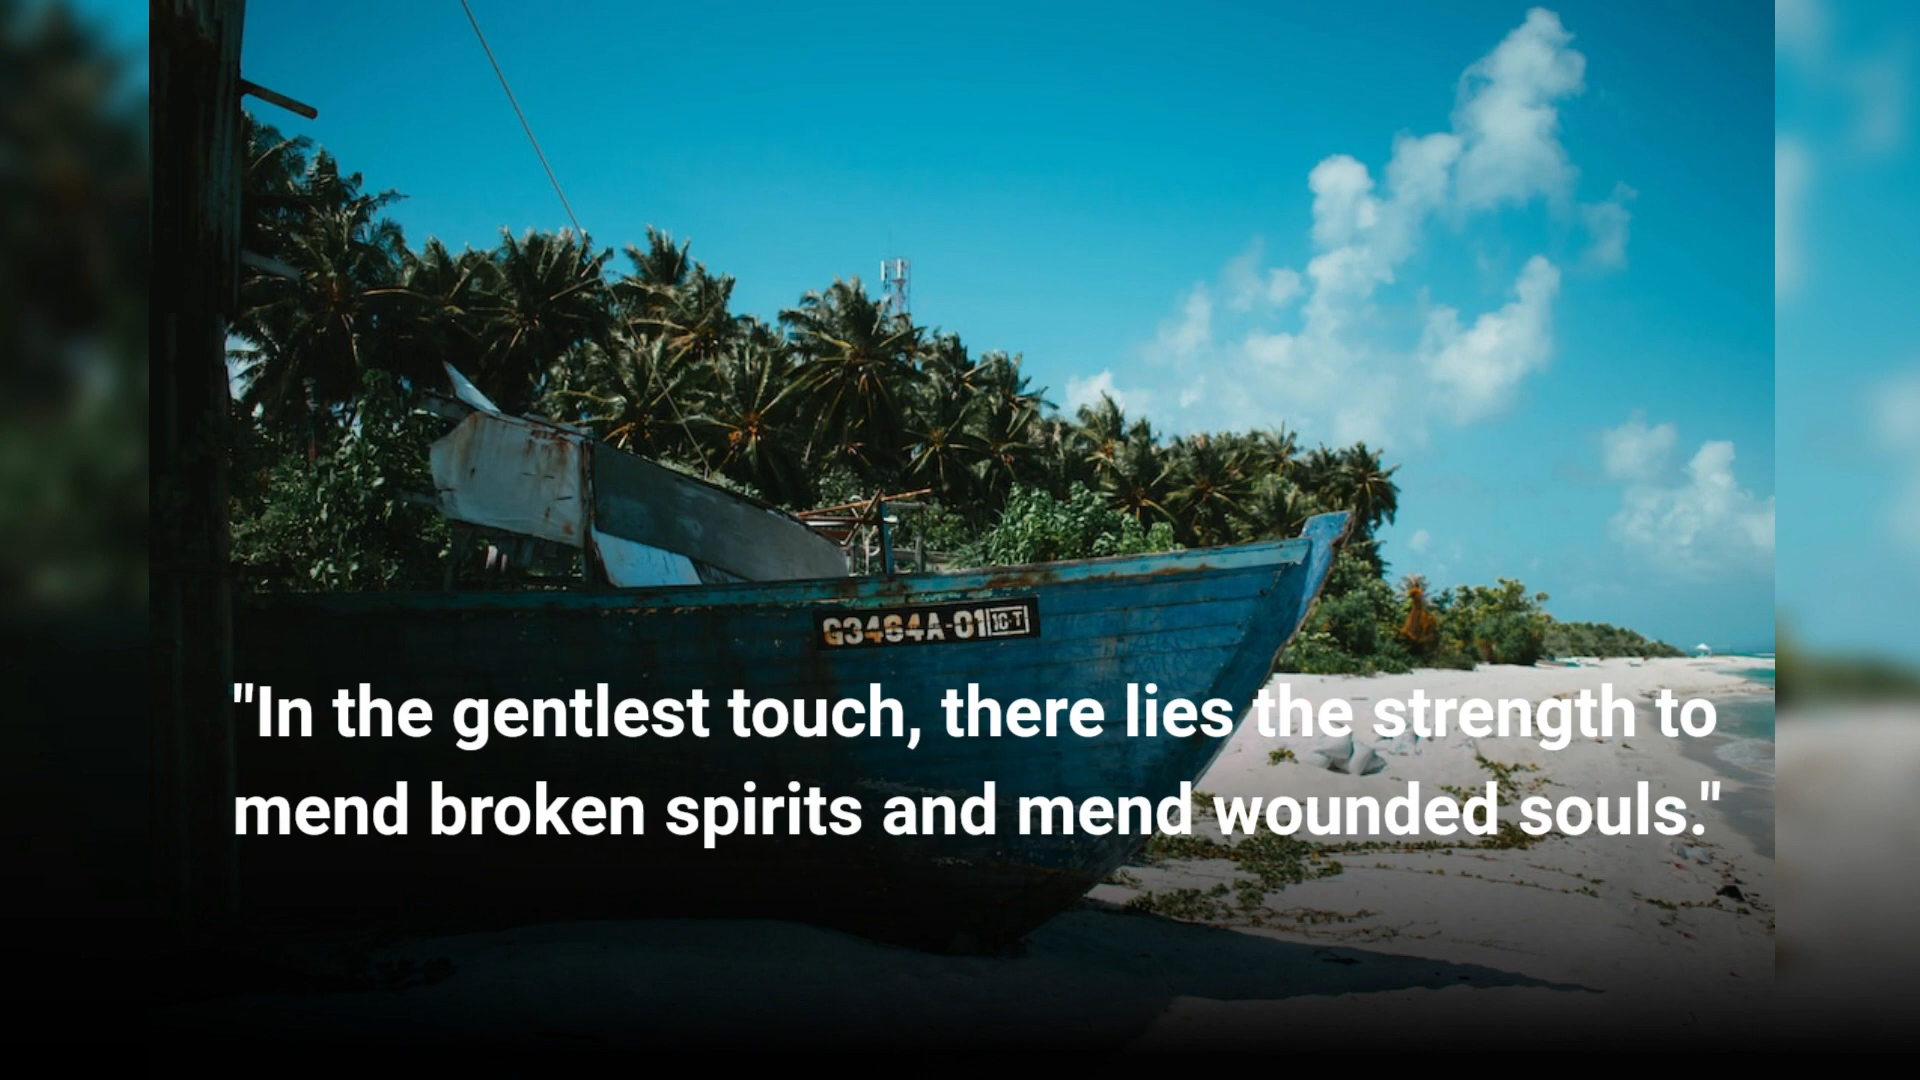 G3464A-01 10-T
"In the gentlest touch, there lies the strength to
mend broken spirits and mend wounded souls."